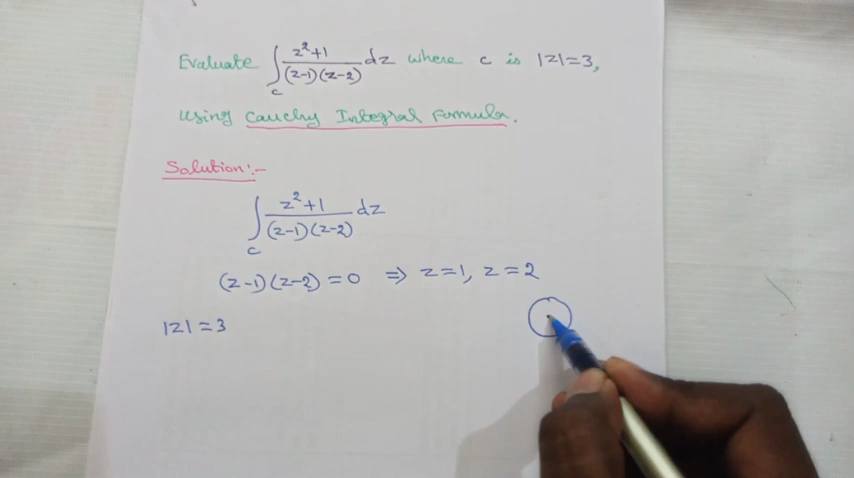 Evaluate ∫_c (z²+1)/((z-1)(z-2)) dz where c is |z|=3,
using Cauchy Integral Formula.
Solution:-
∫_c (z²+1)/((z-1)(z-2)) dz
(z-1)(z-2)=0 ⇒ z=1, z=2
|z|=3